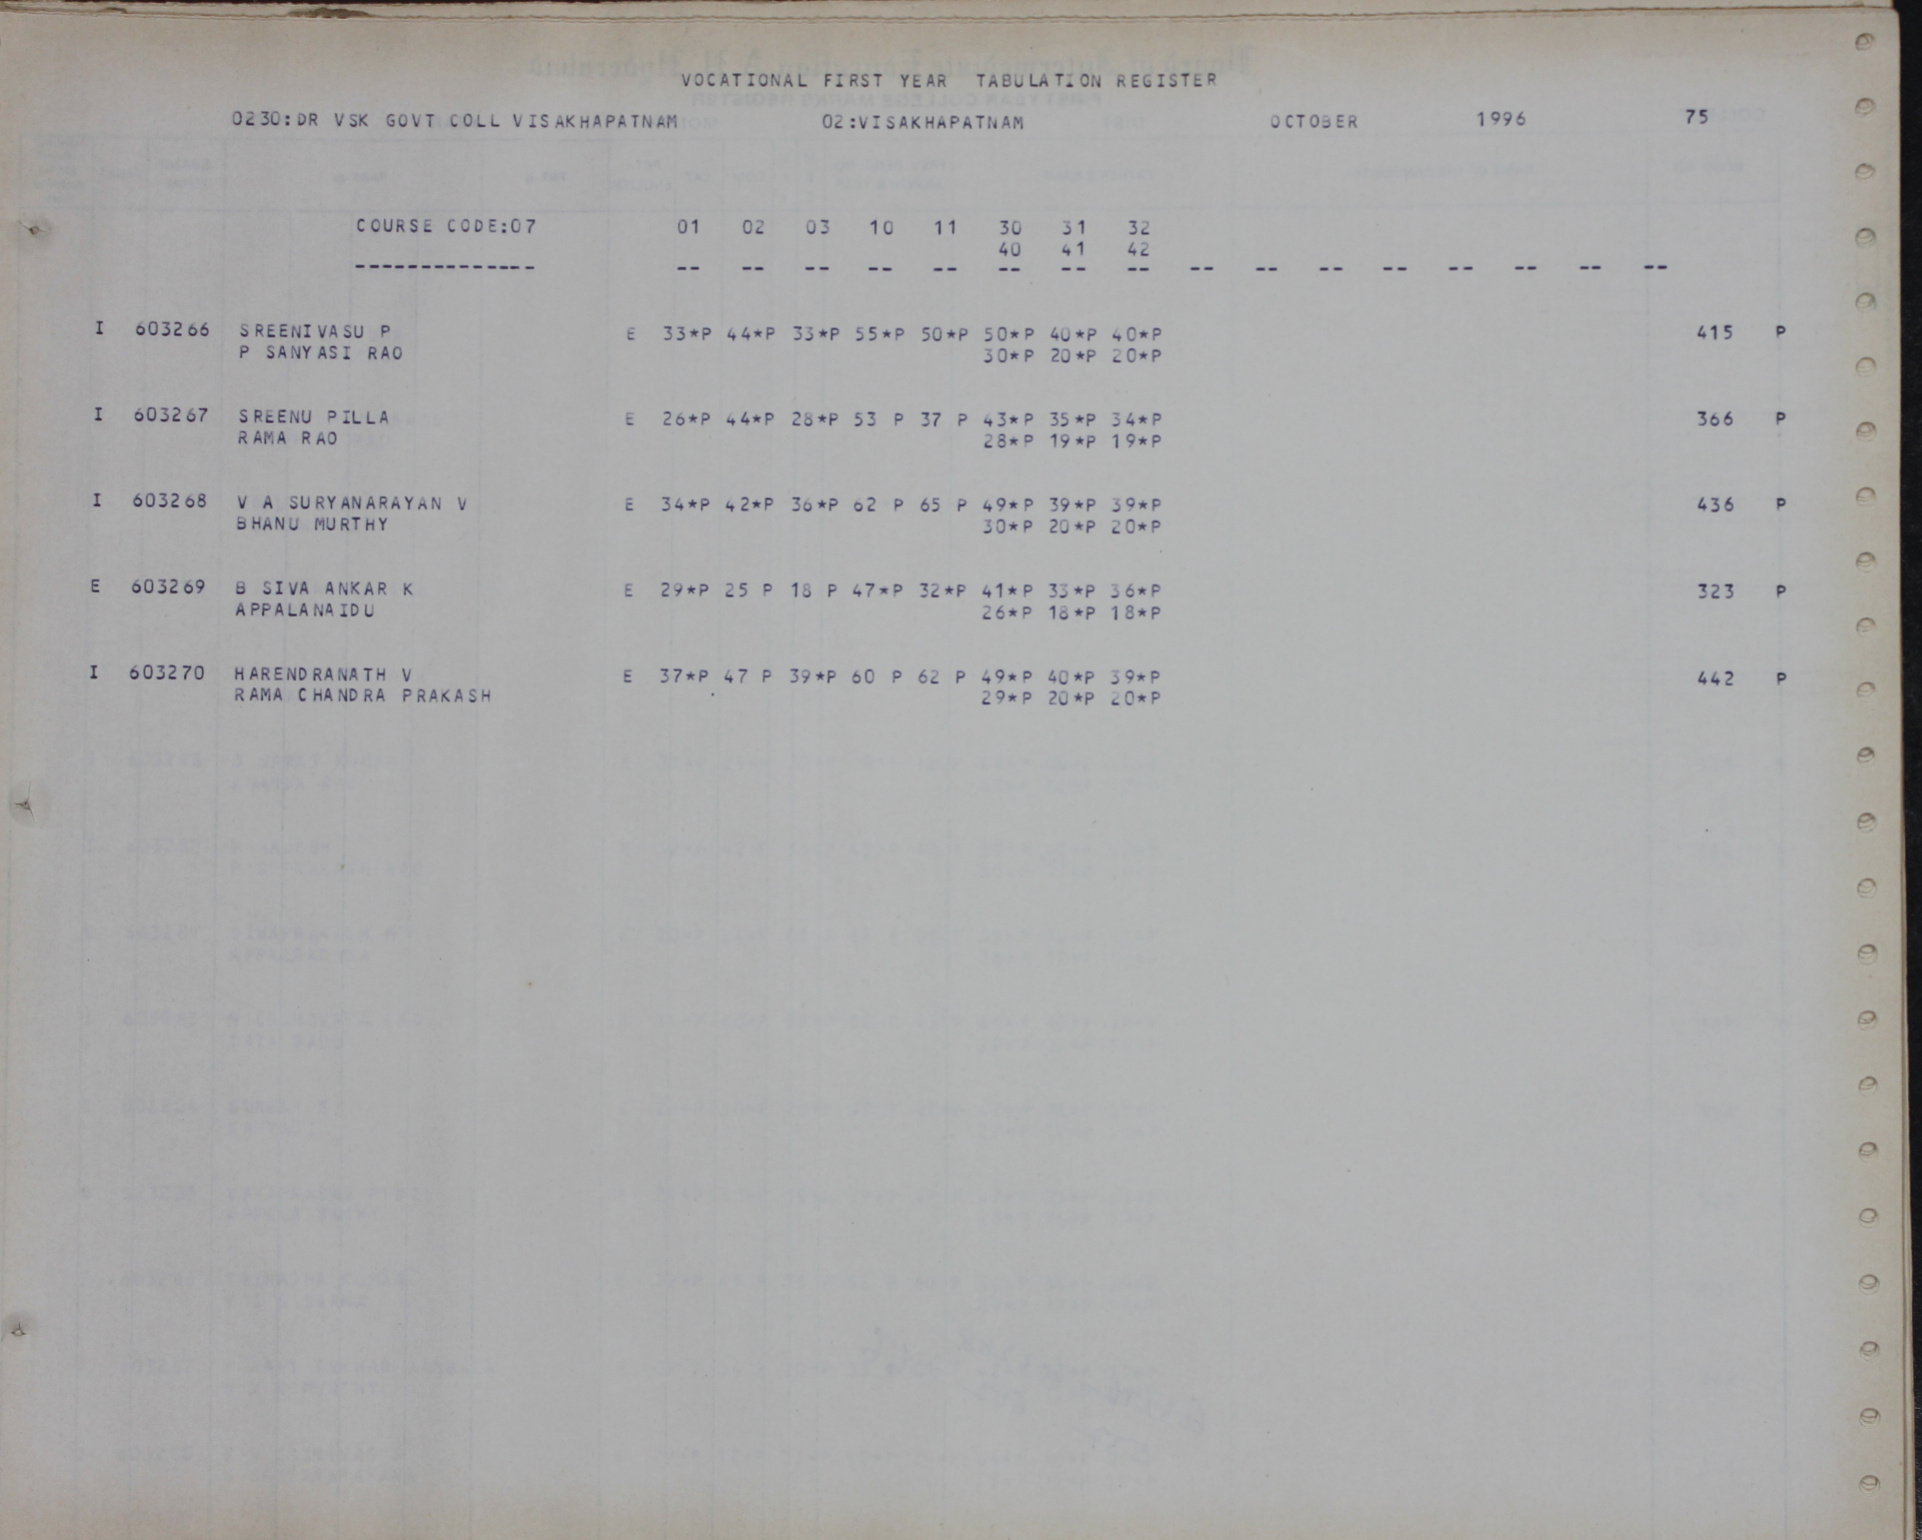 VOCATIONAL FIRST YEAR TABULATION REGISTER
0230:DR VSK GOVT COLL VISAKHAPATNAM 02:VISAKHAPATNAM OCTOBER 1996 75
COURSE CODE:07 01 02 03 10 11 30 31 32
40 41 42
-------------- -- -- -- -- -- -- -- -- -- -- -- -- -- -- -- --
I 603266 SREENIVASU P E 33*P 44*P 33*P 55*P 50*P 50*P 40*P 40*P 415 P
P SANYASI RAO 30*P 20*P 20*P
I 603267 SREENU PILLA E 26*P 44*P 28*P 53 P 37 P 43*P 35*P 34*P 366 P
RAMA RAO 28*P 19*P 19*P
I 603268 V A SURYANARAYAN V E 34*P 42*P 36*P 62 P 65 P 49*P 39*P 39*P 436 P
BHANU MURTHY 30*P 20*P 20*P
E 603269 B SIVA ANKAR K E 29*P 25 P 18 P 47*P 32*P 41*P 33*P 36*P 323 P
APPALANAIDU 26*P 18*P 18*P
I 603270 HARENDRANATH V E 37*P 47 P 39*P 60 P 62 P 49*P 40*P 39*P 442 P
RAMA CHANDRA PRAKASH 29*P 20*P 20*P